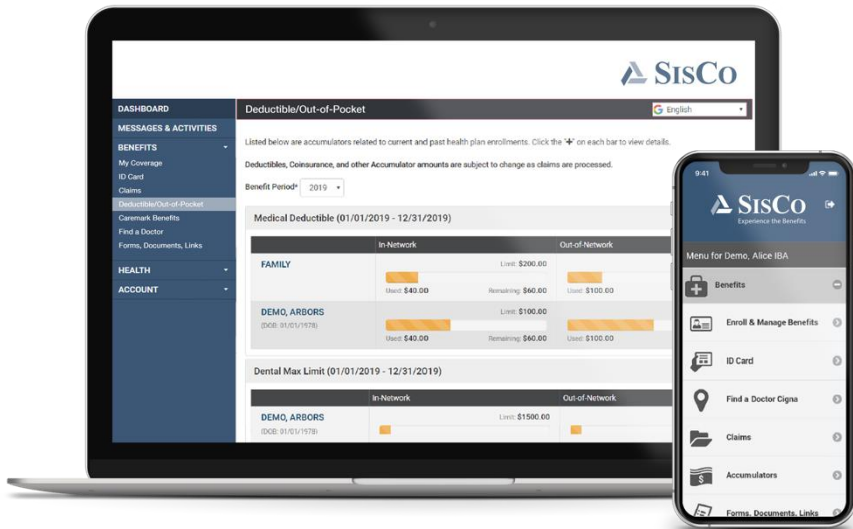 SISCO
DASHBOARD
MESSAGES & ACTIVITIES
BENEFITS
My Coverage
ID Card
Claims
Deductible/Out-of-Pocket
Caremark Benefits
Find a Doctor
Forms, Documents, Links
HEALTH
ACCOUNT
Deductible/Out-of-Pocket
G English
Listed below are accumulators related to current and past health plan enrollments. Click the "+" on each bar to view details.
Deductibles, Coinsurance, and other Accumulator amounts are subject to change as claims are processed.
Benefit Period* 2019
Medical Deductible (01/01/2019 - 12/31/2019)
In-Network Out-of-Network
FAMILY Limit: $200.00
Used: $40.00 Remaining: $60.00 Used: $100.00
DEMO, ARBORS Limit: $100.00
(DOB: 01/01/1978)
Used: $40.00 Remaining: $60.00 Used: $100.00
Dental Max Limit (01/01/2019 - 12/31/2019)
In-Network Out-of-Network
DEMO, ARBORS Limit: $1500.00
(DOB: 01/01/1978)
9:41
SISCO
Experience the Benefits
Menu for Demo, Alice IBA
Benefits
Enroll & Manage Benefits
ID Card
Find a Doctor Cigna
Claims
Accumulators
Forms, Documents, Links